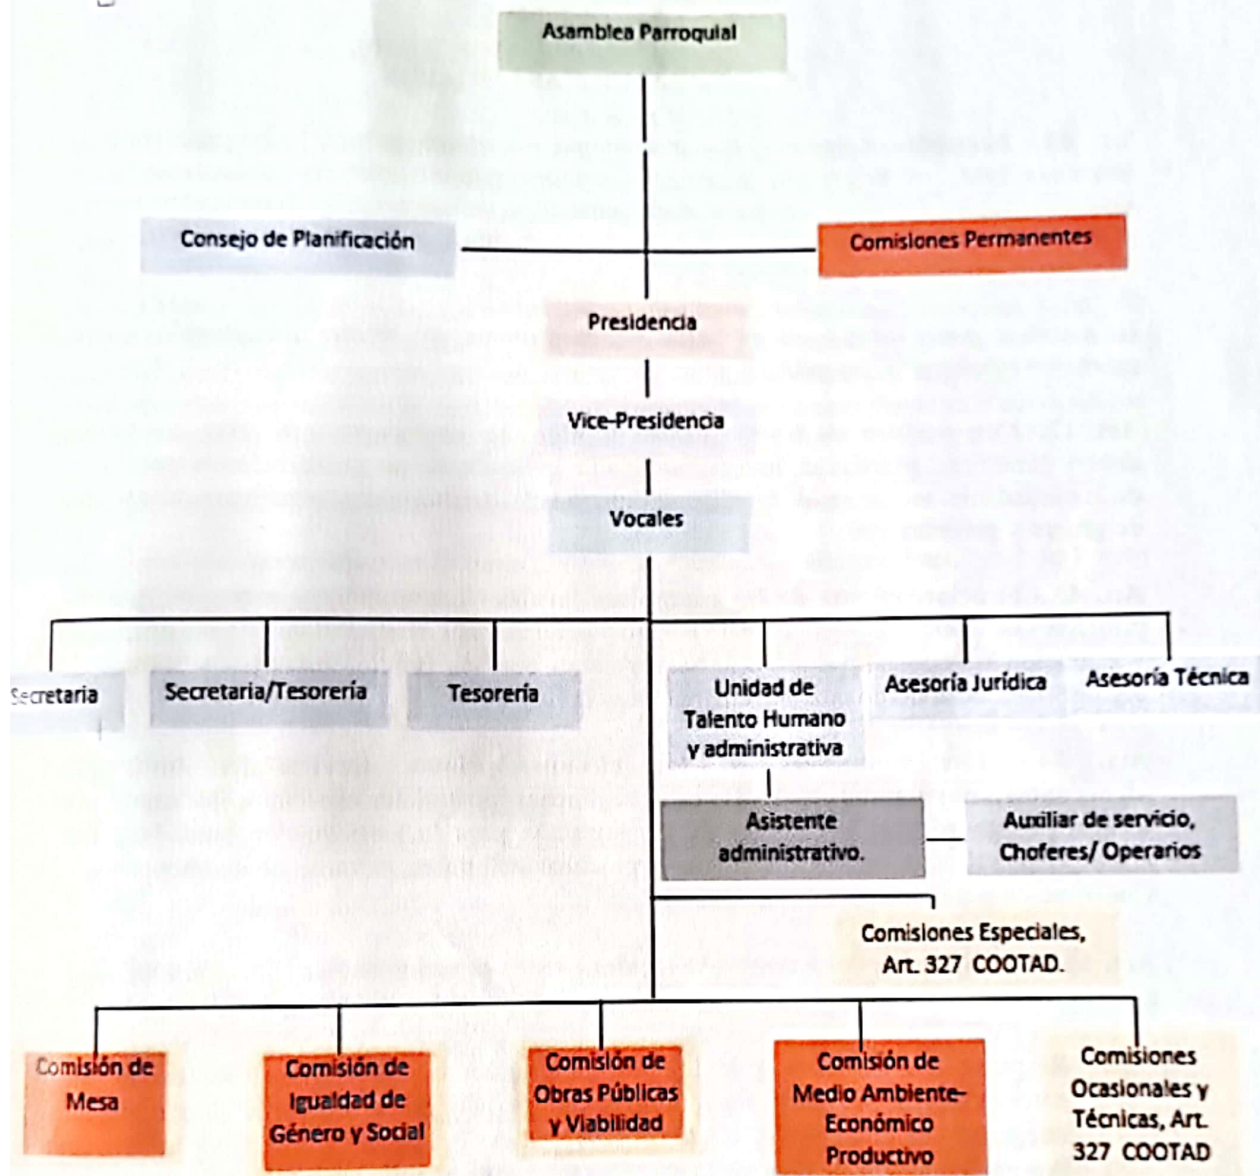 Asamblea Parroquial
Consejo de Planificación
Comisiones Permanentes
Presidencia
Vice-Presidencia
Vocales
Secretaria
Secretaria/Tesorería
Tesorería
Unidad de
Talento Humano
y administrativa
Asesoría Jurídica
Asesoría Técnica
Asistente
administrativo.
Auxiliar de servicio,
Choferes/ Operarios
Comisiones Especiales,
Art. 327 COOTAD.
Comisión de
Mesa
Comisión de
Igualdad de
Género y Social
Comisión de
Obras Públicas
y Viabilidad
Comisión de
Medio Ambiente-
Económico
Productivo
Comisiones
Ocasionales y
Técnicas, Art.
327 COOTAD